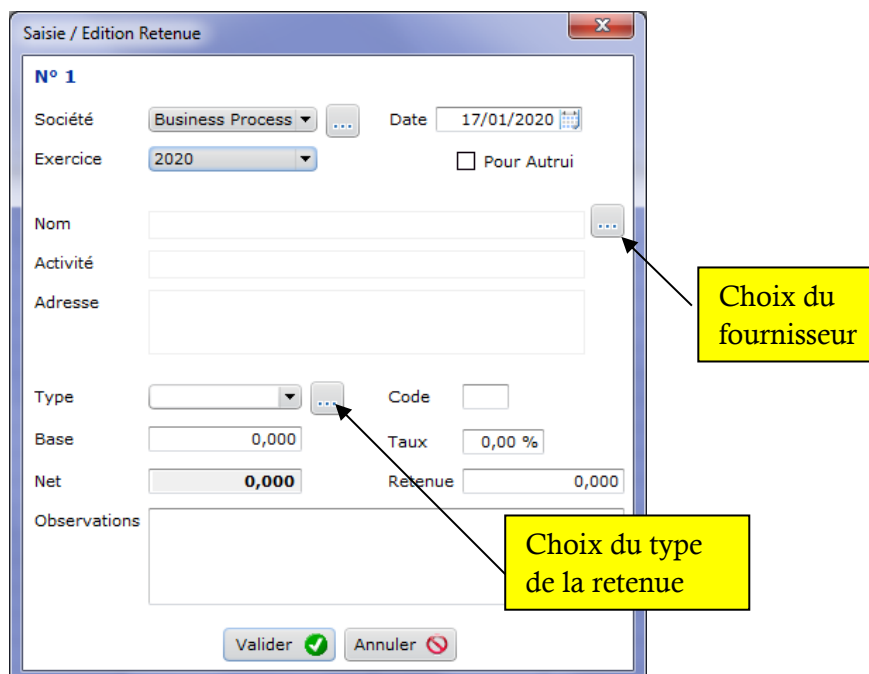 Saisie / Edition Retenue
N° 1
Société Business Process ... Date 17/01/2020
Exercice 2020 Pour Autrui
Nom ...
Activité
Adresse
Choix du
fournisseur
Type ... Code
Base 0,000 Taux 0,00 %
Net 0,000 Retenue 0,000
Observations
Choix du type
de la retenue
Valider Annuler